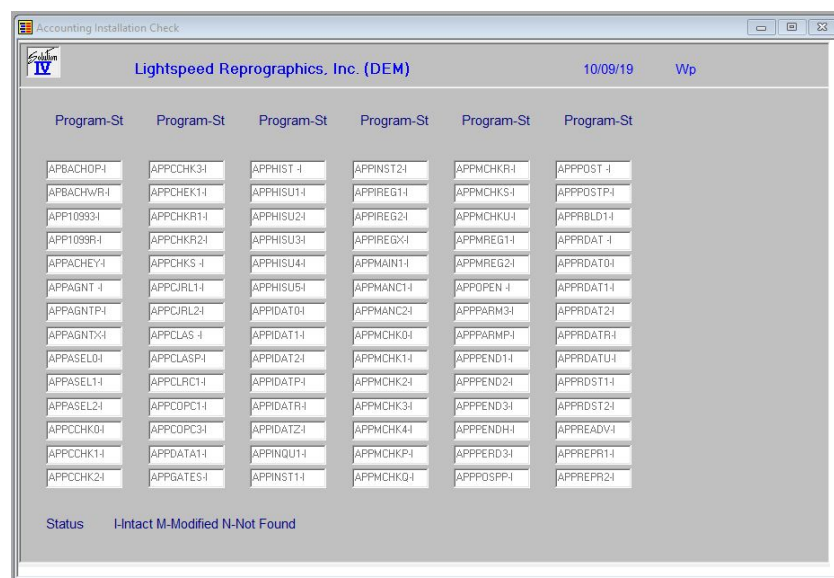 Accounting Installation Check
Solution IV Lightspeed Reprographics, Inc. (DEM) 10/09/19 Wp
Program-St Program-St Program-St Program-St Program-St Program-St
APBACHOP-I APPCCHK3-I APPHIST -I APPINST2-I APPMCHKR-I APPPOST -I
APBACHWR-I APPCHEK1-I APPHISU1-I APPIREG1-I APPMCHKS-I APPPOSTP-I
APP10993-I APPCHKR1-I APPHISU2-I APPIREG2-I APPMCHKU-I APPRBLD1-I
APP1099R-I APPCHKR2-I APPHISU3-I APPIREGX-I APPMREG1-I APPRDAT -I
APPACHEY-I APPCHKS -I APPHISU4-I APPMAIN1-I APPMREG2-I APPRDAT0-I
APPAGNT -I APPCJRL1-I APPHISU5-I APPMANC1-I APPOPEN -I APPRDAT1-I
APPAGNTP-I APPCJRL2-I APPIDAT0-I APPMANC2-I APPPARM3-I APPRDAT2-I
APPAGNTX-I APPCLAS -I APPIDAT1-I APPMCHK0-I APPPARMP-I APPRDATR-I
APPASEL0-I APPCLASP-I APPIDAT2-I APPMCHK1-I APPPEND1-I APPRDATU-I
APPASEL1-I APPCLRC1-I APPIDATP-I APPMCHK2-I APPPEND2-I APPRDST1-I
APPASEL2-I APPCOPC1-I APPIDATR-I APPMCHK3-I APPPEND3-I APPRDST2-I
APPCCHK0-I APPCOPC3-I APPIDATZ-I APPMCHK4-I APPPENDH-I APPREADV-I
APPCCHK1-I APPDATA1-I APPINQU1-I APPMCHKP-I APPPERD3-I APPREPR1-I
APPCCHK2-I APPGATES-I APPINST1-I APPMCHKQ-I APPPOSPP-I APPREPR2-I
Status I-Intact M-Modified N-Not Found